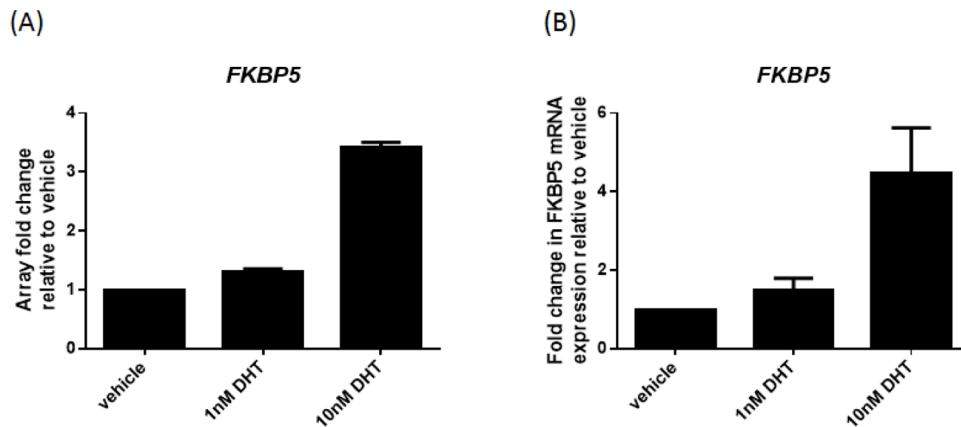 (A)
FKBP5
Array fold change
relative to vehicle
4
3
2
1
0
vehicle
1nM DHT
10nM DHT
(B)
FKBP5
Fold change in FKBP5 mRNA
expression relative to vehicle
6
4
2
0
vehicle
1nM DHT
10nM DHT